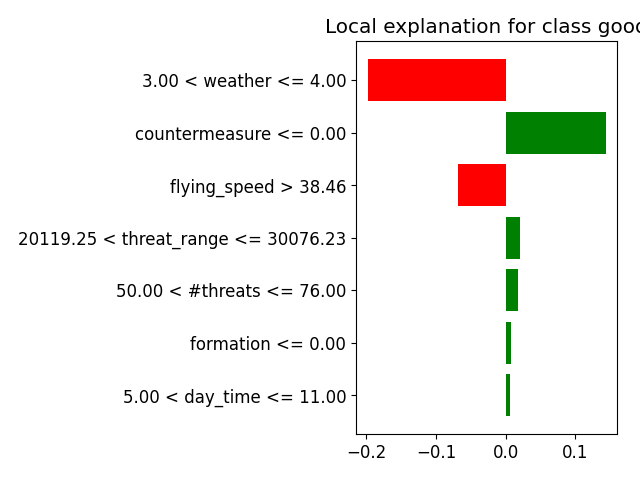 Local explanation for class good
3.00 < weather <= 4.00
countermeasure <= 0.00
flying_speed > 38.46
20119.25 < threat_range <= 30076.23
50.00 < #threats <= 76.00
formation <= 0.00
5.00 < day_time <= 11.00
−0.2 −0.1 0.0 0.1